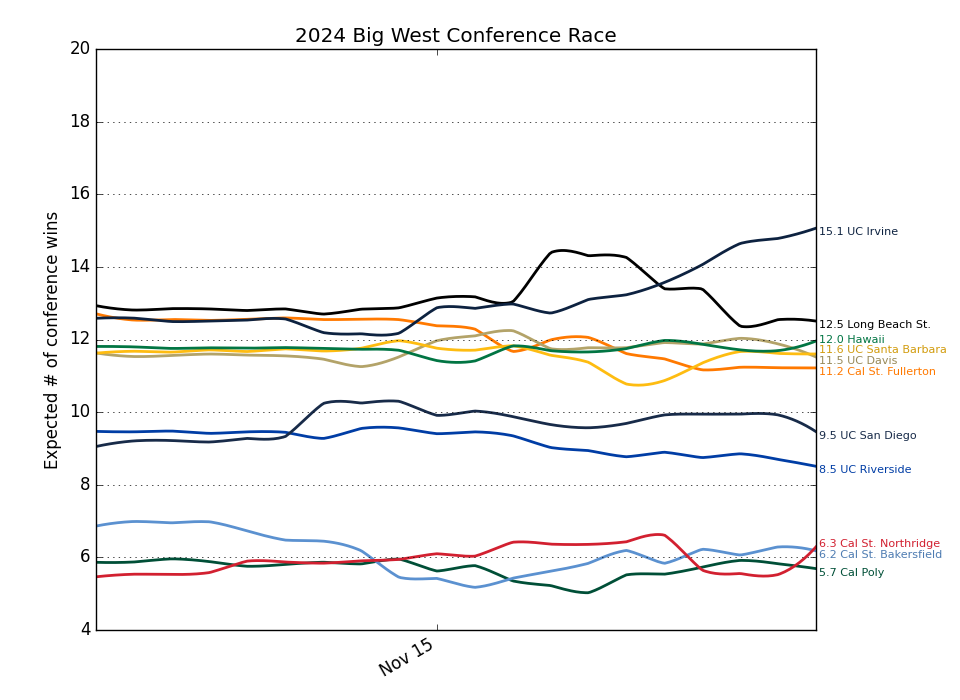 2024 Big West Conference Race
Expected # of conference wins
20
18
16
14
12
10
8
6
4
Nov 15
15.1 UC Irvine
12.5 Long Beach St.
12.0 Hawaii
11.6 UC Santa Barbara
11.5 UC Davis
11.2 Cal St. Fullerton
9.5 UC San Diego
8.5 UC Riverside
6.3 Cal St. Northridge
6.2 Cal St. Bakersfield
5.7 Cal Poly